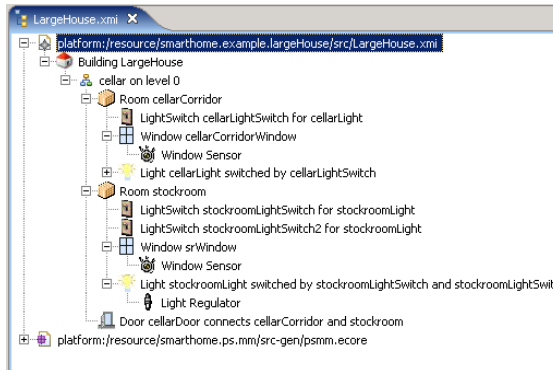 LargeHouse.xmi
platform:/resource/smarthome.example.largeHouse/src/LargeHouse.xmi
Building LargeHouse
cellar on level 0
Room cellarCorridor
LightSwitch cellarLightSwitch for cellarLight
Window cellarCorridorWindow
Window Sensor
Light cellarLight switched by cellarLightSwitch
Room stockroom
LightSwitch stockroomLightSwitch for stockroomLight
LightSwitch stockroomLightSwitch2 for stockroomLight
Window srWindow
Window Sensor
Light stockroomLight switched by stockroomLightSwitch and stockroomLightSwit
Light Regulator
Door cellarDoor connects cellarCorridor and stockroom
platform:/resource/smarthome.ps.mm/src-gen/psmm.ecore